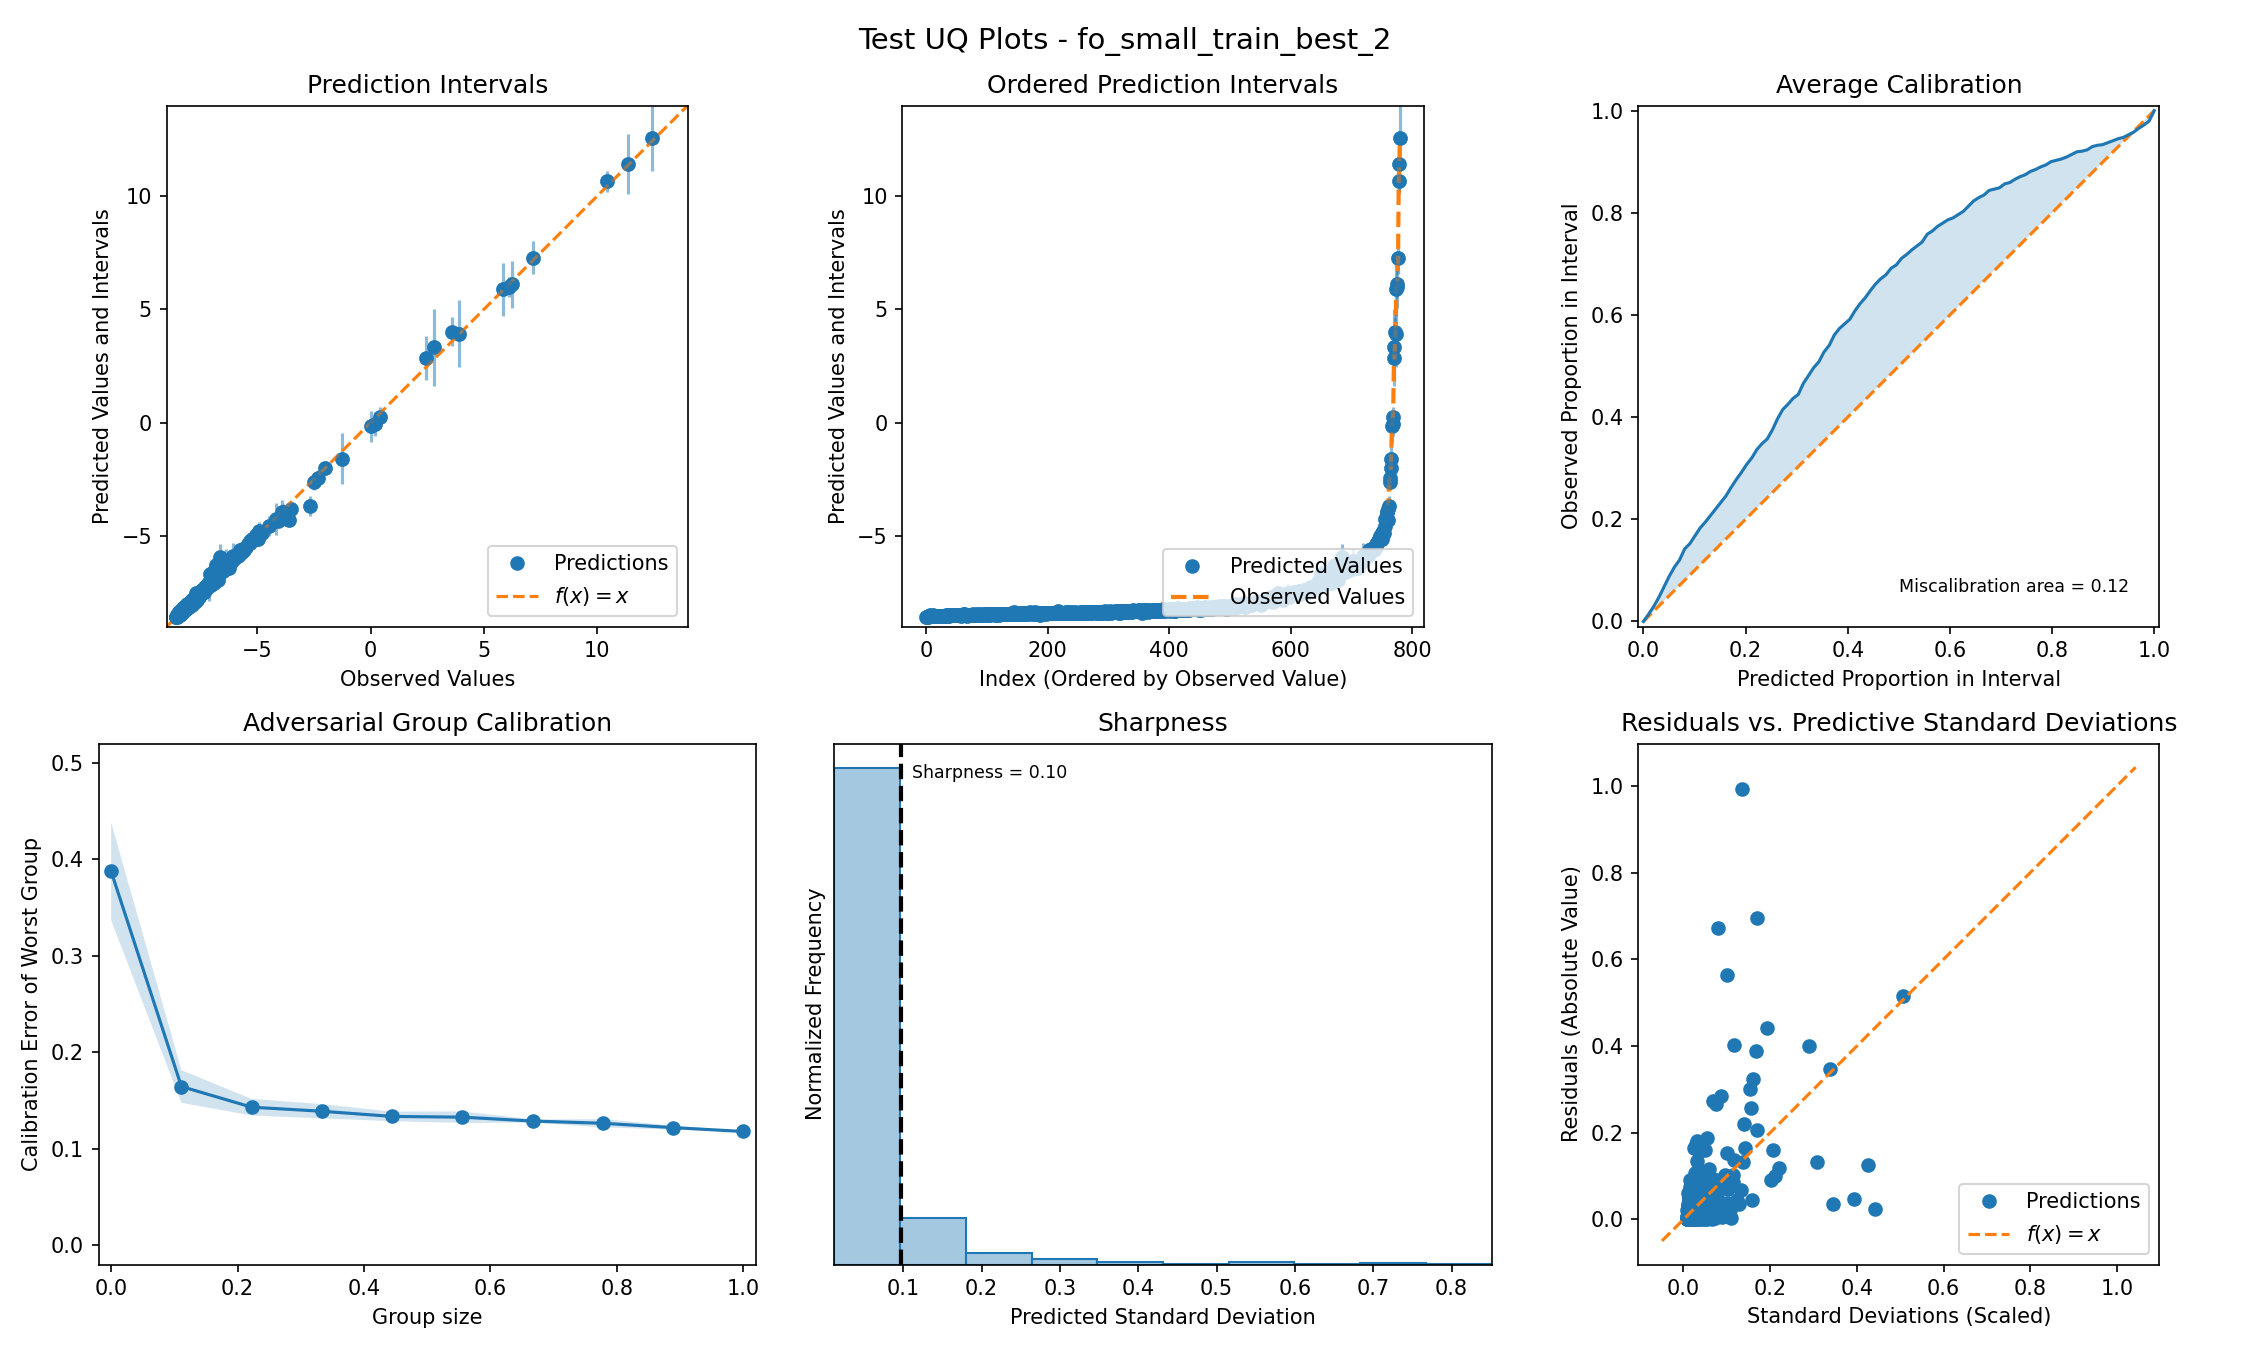 Test UQ Plots - fo_small_train_best_2
Prediction Intervals
Predicted Values and Intervals
10
5
0
−5
−5
0
5
10
Observed Values
Predictions
f(x) = x
Ordered Prediction Intervals
Predicted Values and Intervals
10
5
0
−5
0
200
400
600
800
Index (Ordered by Observed Value)
Predicted Values
Observed Values
Average Calibration
Observed Proportion in Interval
1.0
0.8
0.6
0.4
0.2
0.0
0.0
0.2
0.4
0.6
0.8
1.0
Predicted Proportion in Interval
Miscalibration area = 0.12
Adversarial Group Calibration
Calibration Error of Worst Group
0.5
0.4
0.3
0.2
0.1
0.0
0.0
0.2
0.4
0.6
0.8
1.0
Group size
Sharpness
Normalized Frequency
Sharpness = 0.10
0.1
0.2
0.3
0.4
0.5
0.6
0.7
0.8
Predicted Standard Deviation
Residuals vs. Predictive Standard Deviations
Residuals (Absolute Value)
1.0
0.8
0.6
0.4
0.2
0.0
0.0
0.2
0.4
0.6
0.8
1.0
Standard Deviations (Scaled)
Predictions
f(x) = x